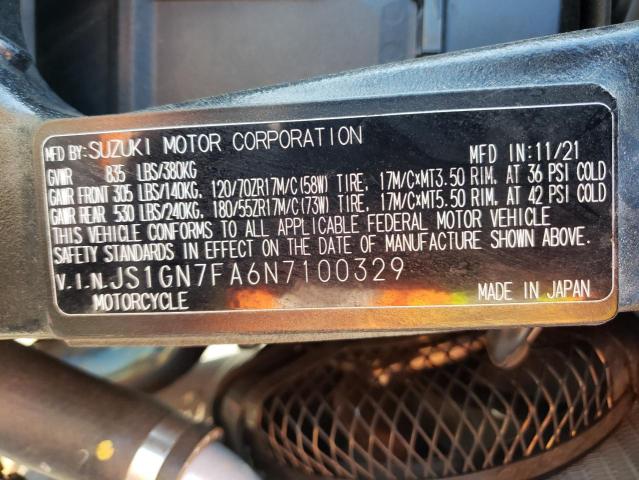 MFD BY: SUZUKI MOTOR CORPORATION MFD IN: 11/21
GVWR 835 LBS/380KG
GAWR FRONT 305 LBS/140KG, 120/70ZR17M/C(58W) TIRE, 17M/C×MT3.50 RIM, AT 36 PSI COLD
GAWR REAR 530 LBS/240KG, 180/55ZR17M/C(73W) TIRE, 17M/C×MT5.50 RIM, AT 42 PSI COLD
THIS VEHICLE CONFORMS TO ALL APPLICABLE FEDERAL MOTOR VEHICLE
SAFETY STANDARDS IN EFFECT ON THE DATE OF MANUFACTURE SHOWN ABOVE.
V.I.N. JS1GN7FA6N7100329
MOTORCYCLE MADE IN JAPAN